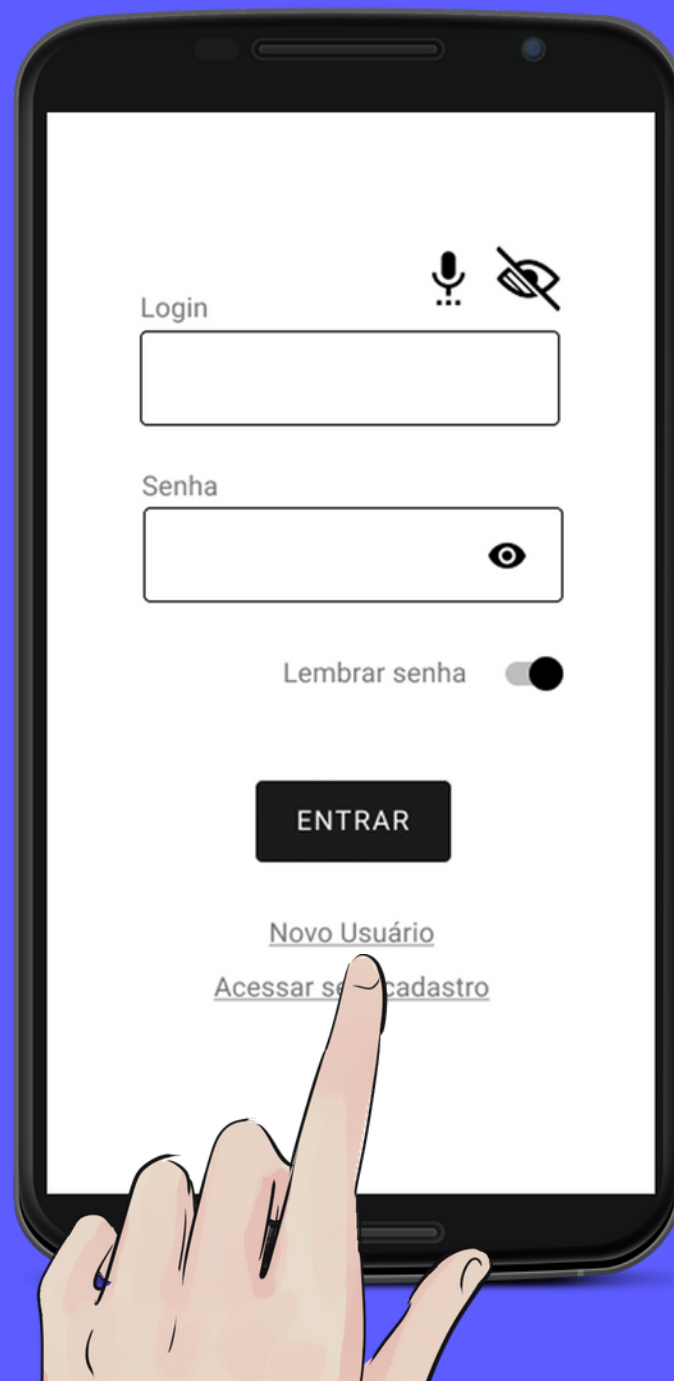 Login
Senha
Lembrar senha
ENTRAR
Novo Usuário
Acessar cadastro